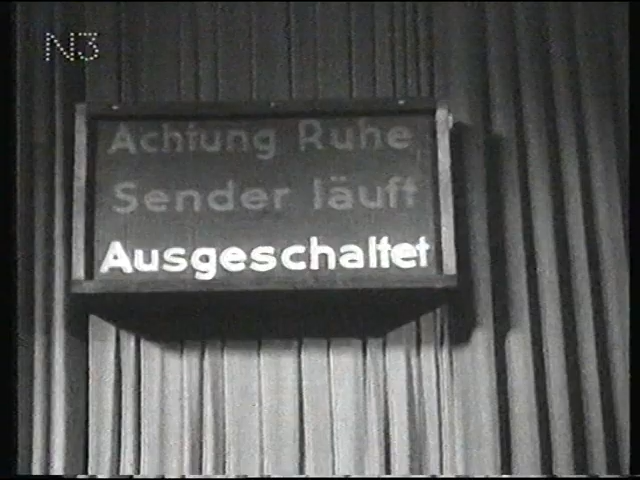 N3
Achtung Ruhe
Sender läuft
Ausgeschaltet